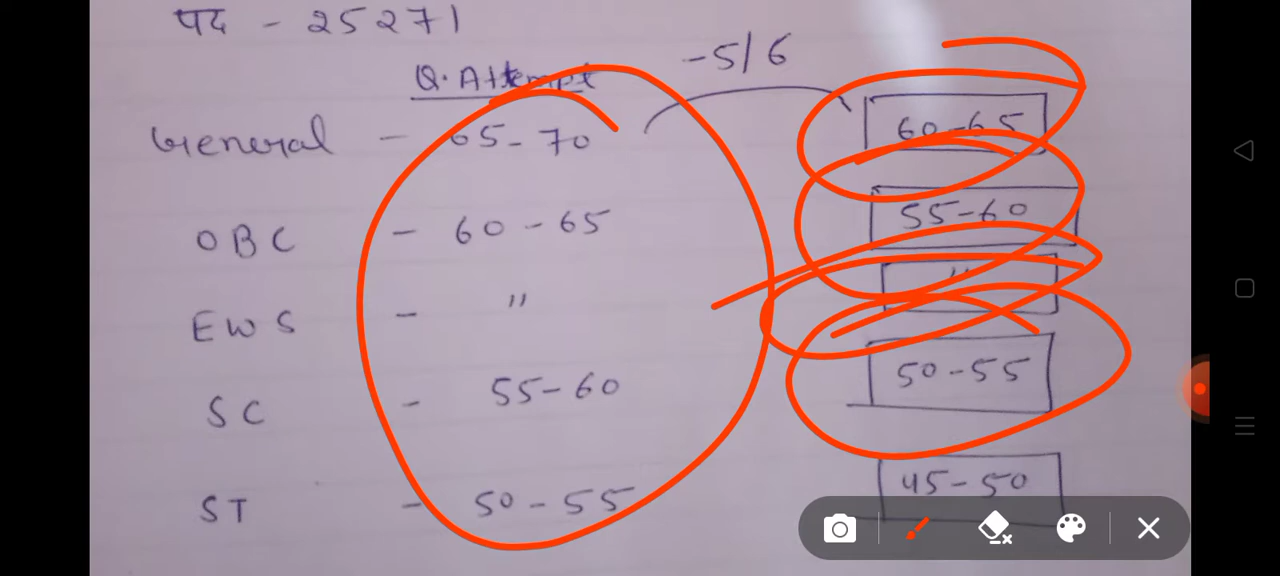 पद - 25271
Q. Attempt
-5/6
General - 65-70 60-65
OBC - 60-65 55-60
EWS - " "
SC - 55-60 50-55
ST - 50-55 45-50